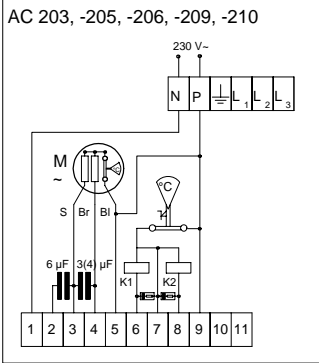 AC 203, -205, -206, -209, -210
230 V~
N P L1 L2 L3
M
~
°C
°C
S Br Bl
6 µF 3(4) µF
K1 K2
1 2 3 4 5 6 7 8 9 10 11